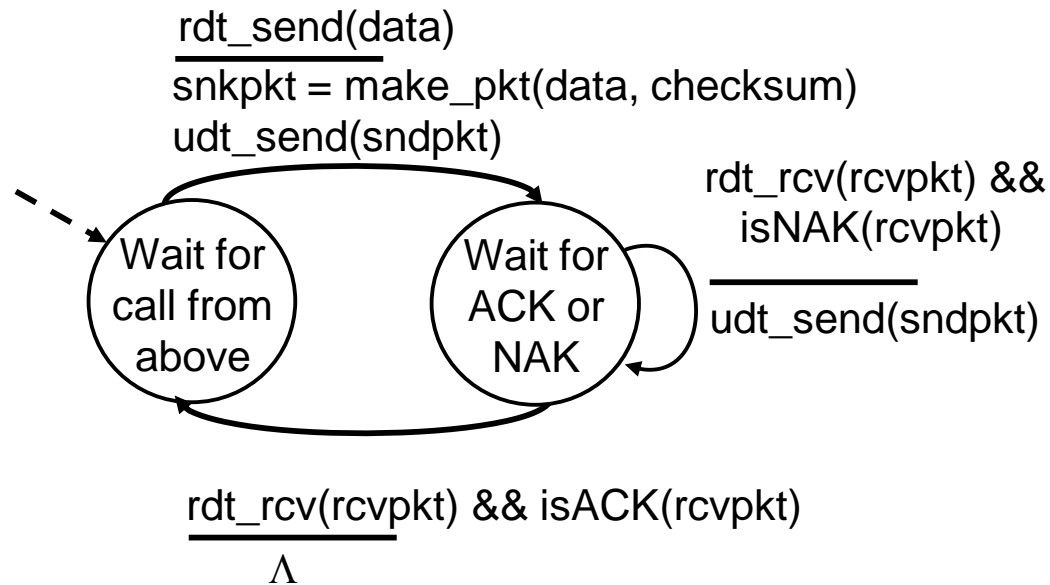 rdt_send(data)
snkpkt = make_pkt(data, checksum)
udt_send(sndpkt)
rdt_rcv(rcvpkt) &&
isNAK(rcvpkt)
udt_send(sndpkt)
Wait for
call from
above
Wait for
ACK or
NAK
rdt_rcv(rcvpkt) && isACK(rcvpkt)
Λ